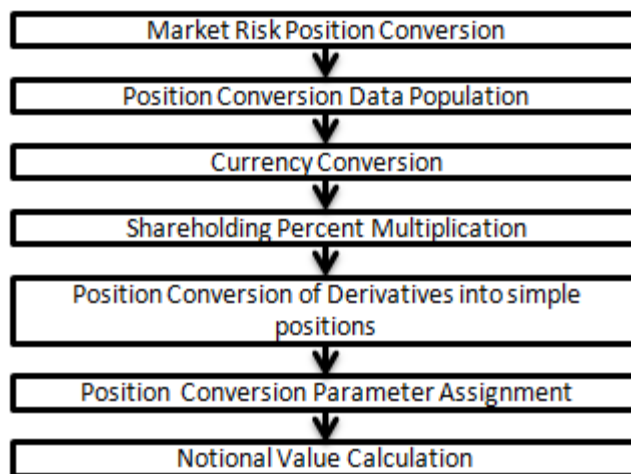 Market Risk Position Conversion
Position Conversion Data Population
Currency Conversion
Shareholding Percent Multiplication
Position Conversion of Derivatives into simple
positions
Position Conversion Parameter Assignment
Notional Value Calculation